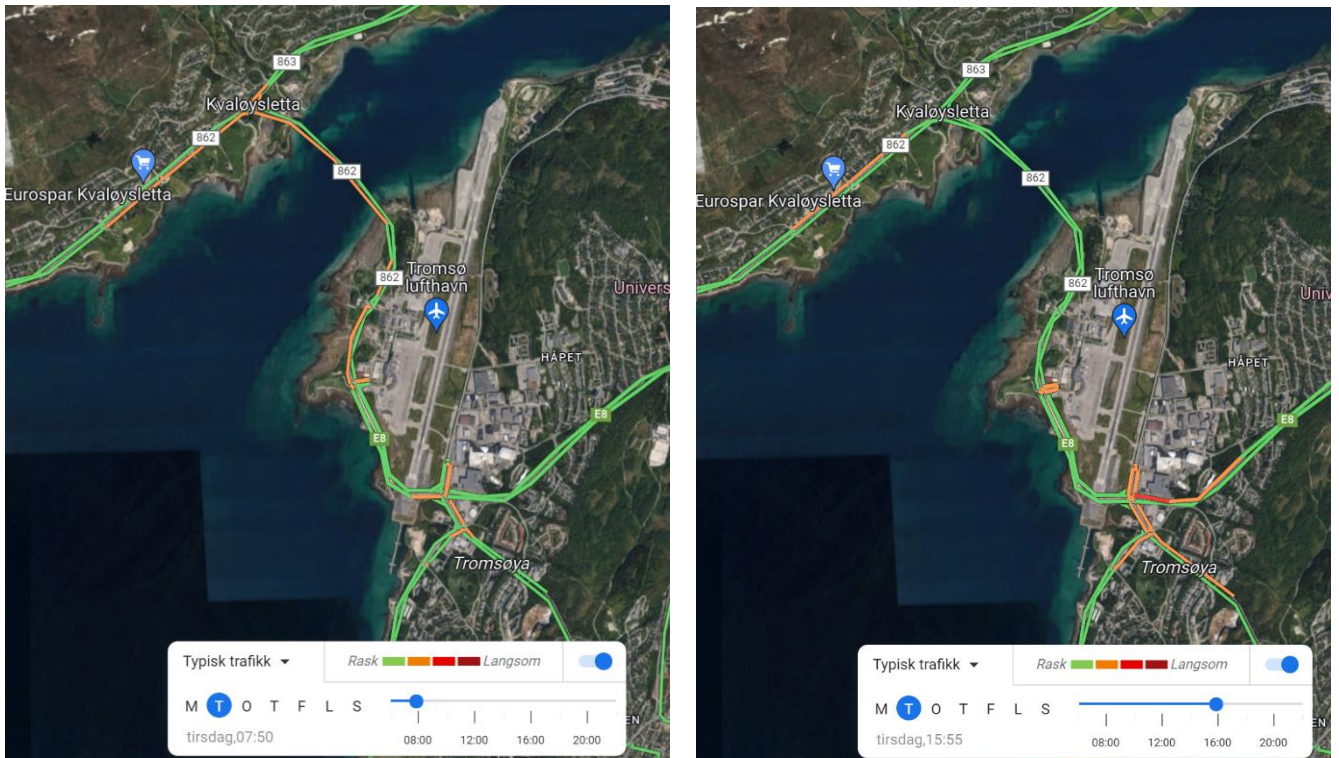 863
Kvaløysletta
862
862
Eurospar Kvaløysletta
862
Tromsø
lufthavn
Univers
HÅPET
E8
E8
Tromsøya
Typisk trafikk
Rask
Langsom
M T O T F L S
EN
tirsdag,07:50
08:00 12:00 16:00 20:00
863
Kvaløysletta
862
862
Eurospar Kvaløysletta
862
Tromsø
lufthavn
Univ
HÅPET
E8
E8
Tromsøya
Typisk trafikk
Rask
Langsom
M T O T F L S
EN
tirsdag,15:55
08:00 12:00 16:00 20:00